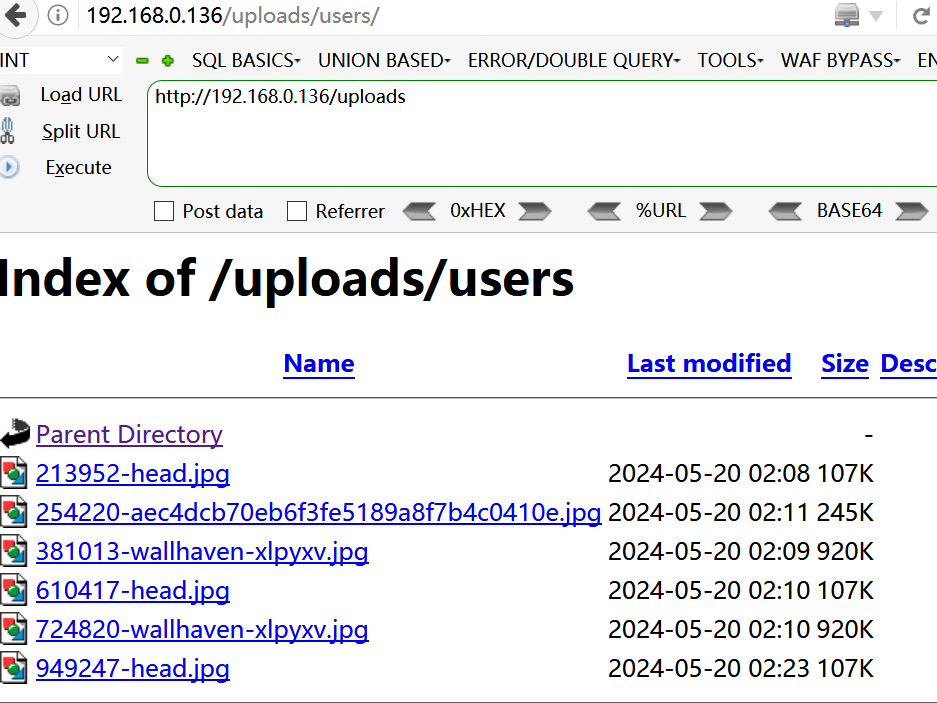 192.168.0.136/uploads/users/
INT SQL BASICS UNION BASED ERROR/DOUBLE QUERY TOOLS WAF BYPASS EN
Load URL http://192.168.0.136/uploads
Split URL
Execute
Post data Referrer 0xHEX %URL BASE64
Index of /uploads/users
Name Last modified Size Desc
Parent Directory -
213952-head.jpg 2024-05-20 02:08 107K
254220-aec4dcb70eb6f3fe5189a8f7b4c0410e.jpg 2024-05-20 02:11 245K
381013-wallhaven-xlpyxv.jpg 2024-05-20 02:09 920K
610417-head.jpg 2024-05-20 02:10 107K
724820-wallhaven-xlpyxv.jpg 2024-05-20 02:10 920K
949247-head.jpg 2024-05-20 02:23 107K